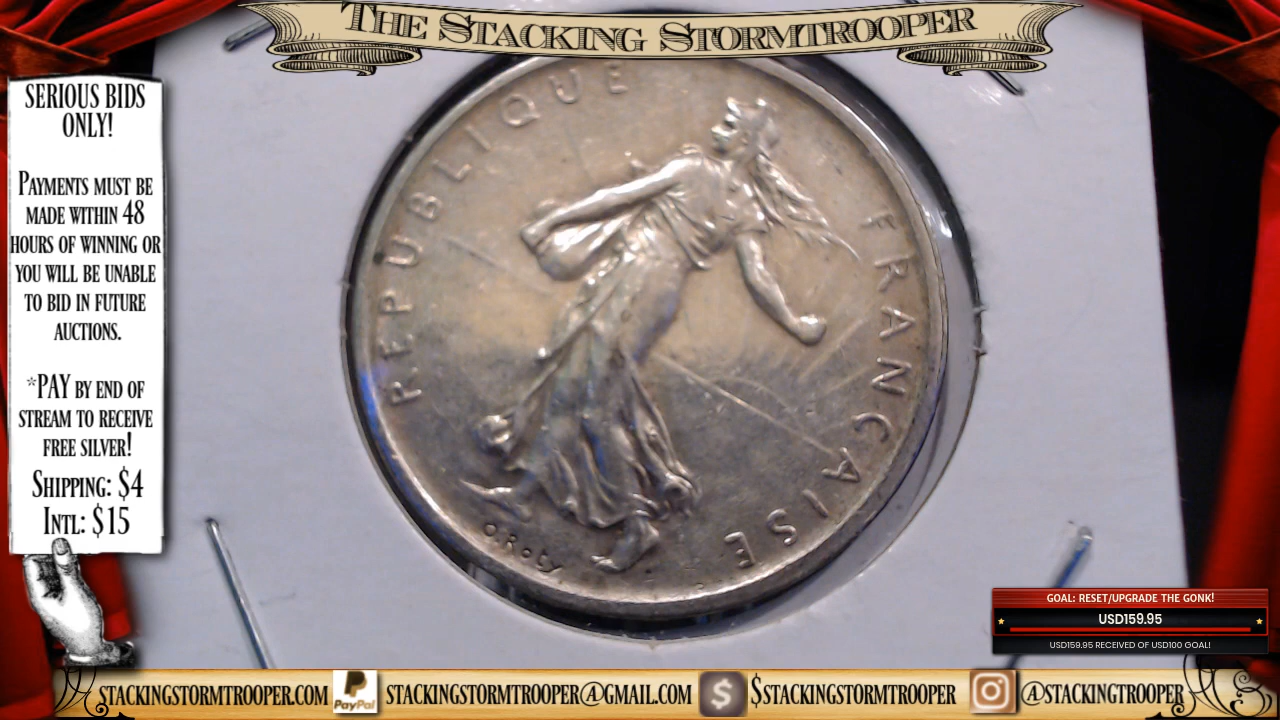 The Stacking Stormtrooper
SERIOUS BIDS
ONLY!
PAYMENTS MUST BE
MADE WITHIN 48
HOURS OF WINNING OR
YOU WILL BE UNABLE
TO BID IN FUTURE
AUCTIONS.
*PAY BY END OF
STREAM TO RECEIVE
FREE SILVER!
SHIPPING: $4
INTL: $15
REPUBLIQUE
FRANÇAISE
O. Roty.
GOAL: RESET/UPGRADE THE GONK!
USD159.95
USD159.95 RECEIVED OF USD100 GOAL!
STACKINGSTORMTROOPER.COM
PayPal
STACKINGSTORMTROOPER@GMAIL.COM
$
$STACKINGSTORMTROOPER
@STACKINGTROOPER